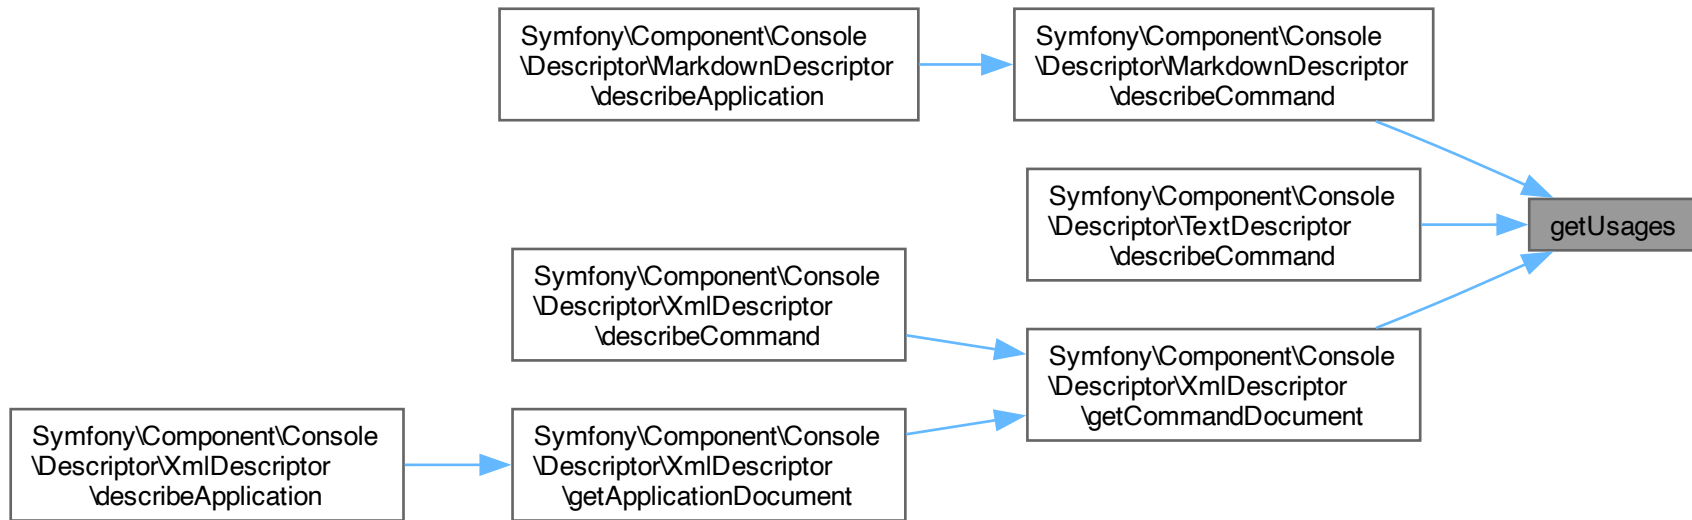 Symfony\Component\Console
\Descriptor\MarkdownDescriptor
\describeApplication
Symfony\Component\Console
\Descriptor\MarkdownDescriptor
\describeCommand
Symfony\Component\Console
\Descriptor\TextDescriptor
\describeCommand
getUsages
Symfony\Component\Console
\Descriptor\XmlDescriptor
\describeCommand
Symfony\Component\Console
\Descriptor\XmlDescriptor
\getCommandDocument
Symfony\Component\Console
\Descriptor\XmlDescriptor
\describeApplication
Symfony\Component\Console
\Descriptor\XmlDescriptor
\getApplicationDocument